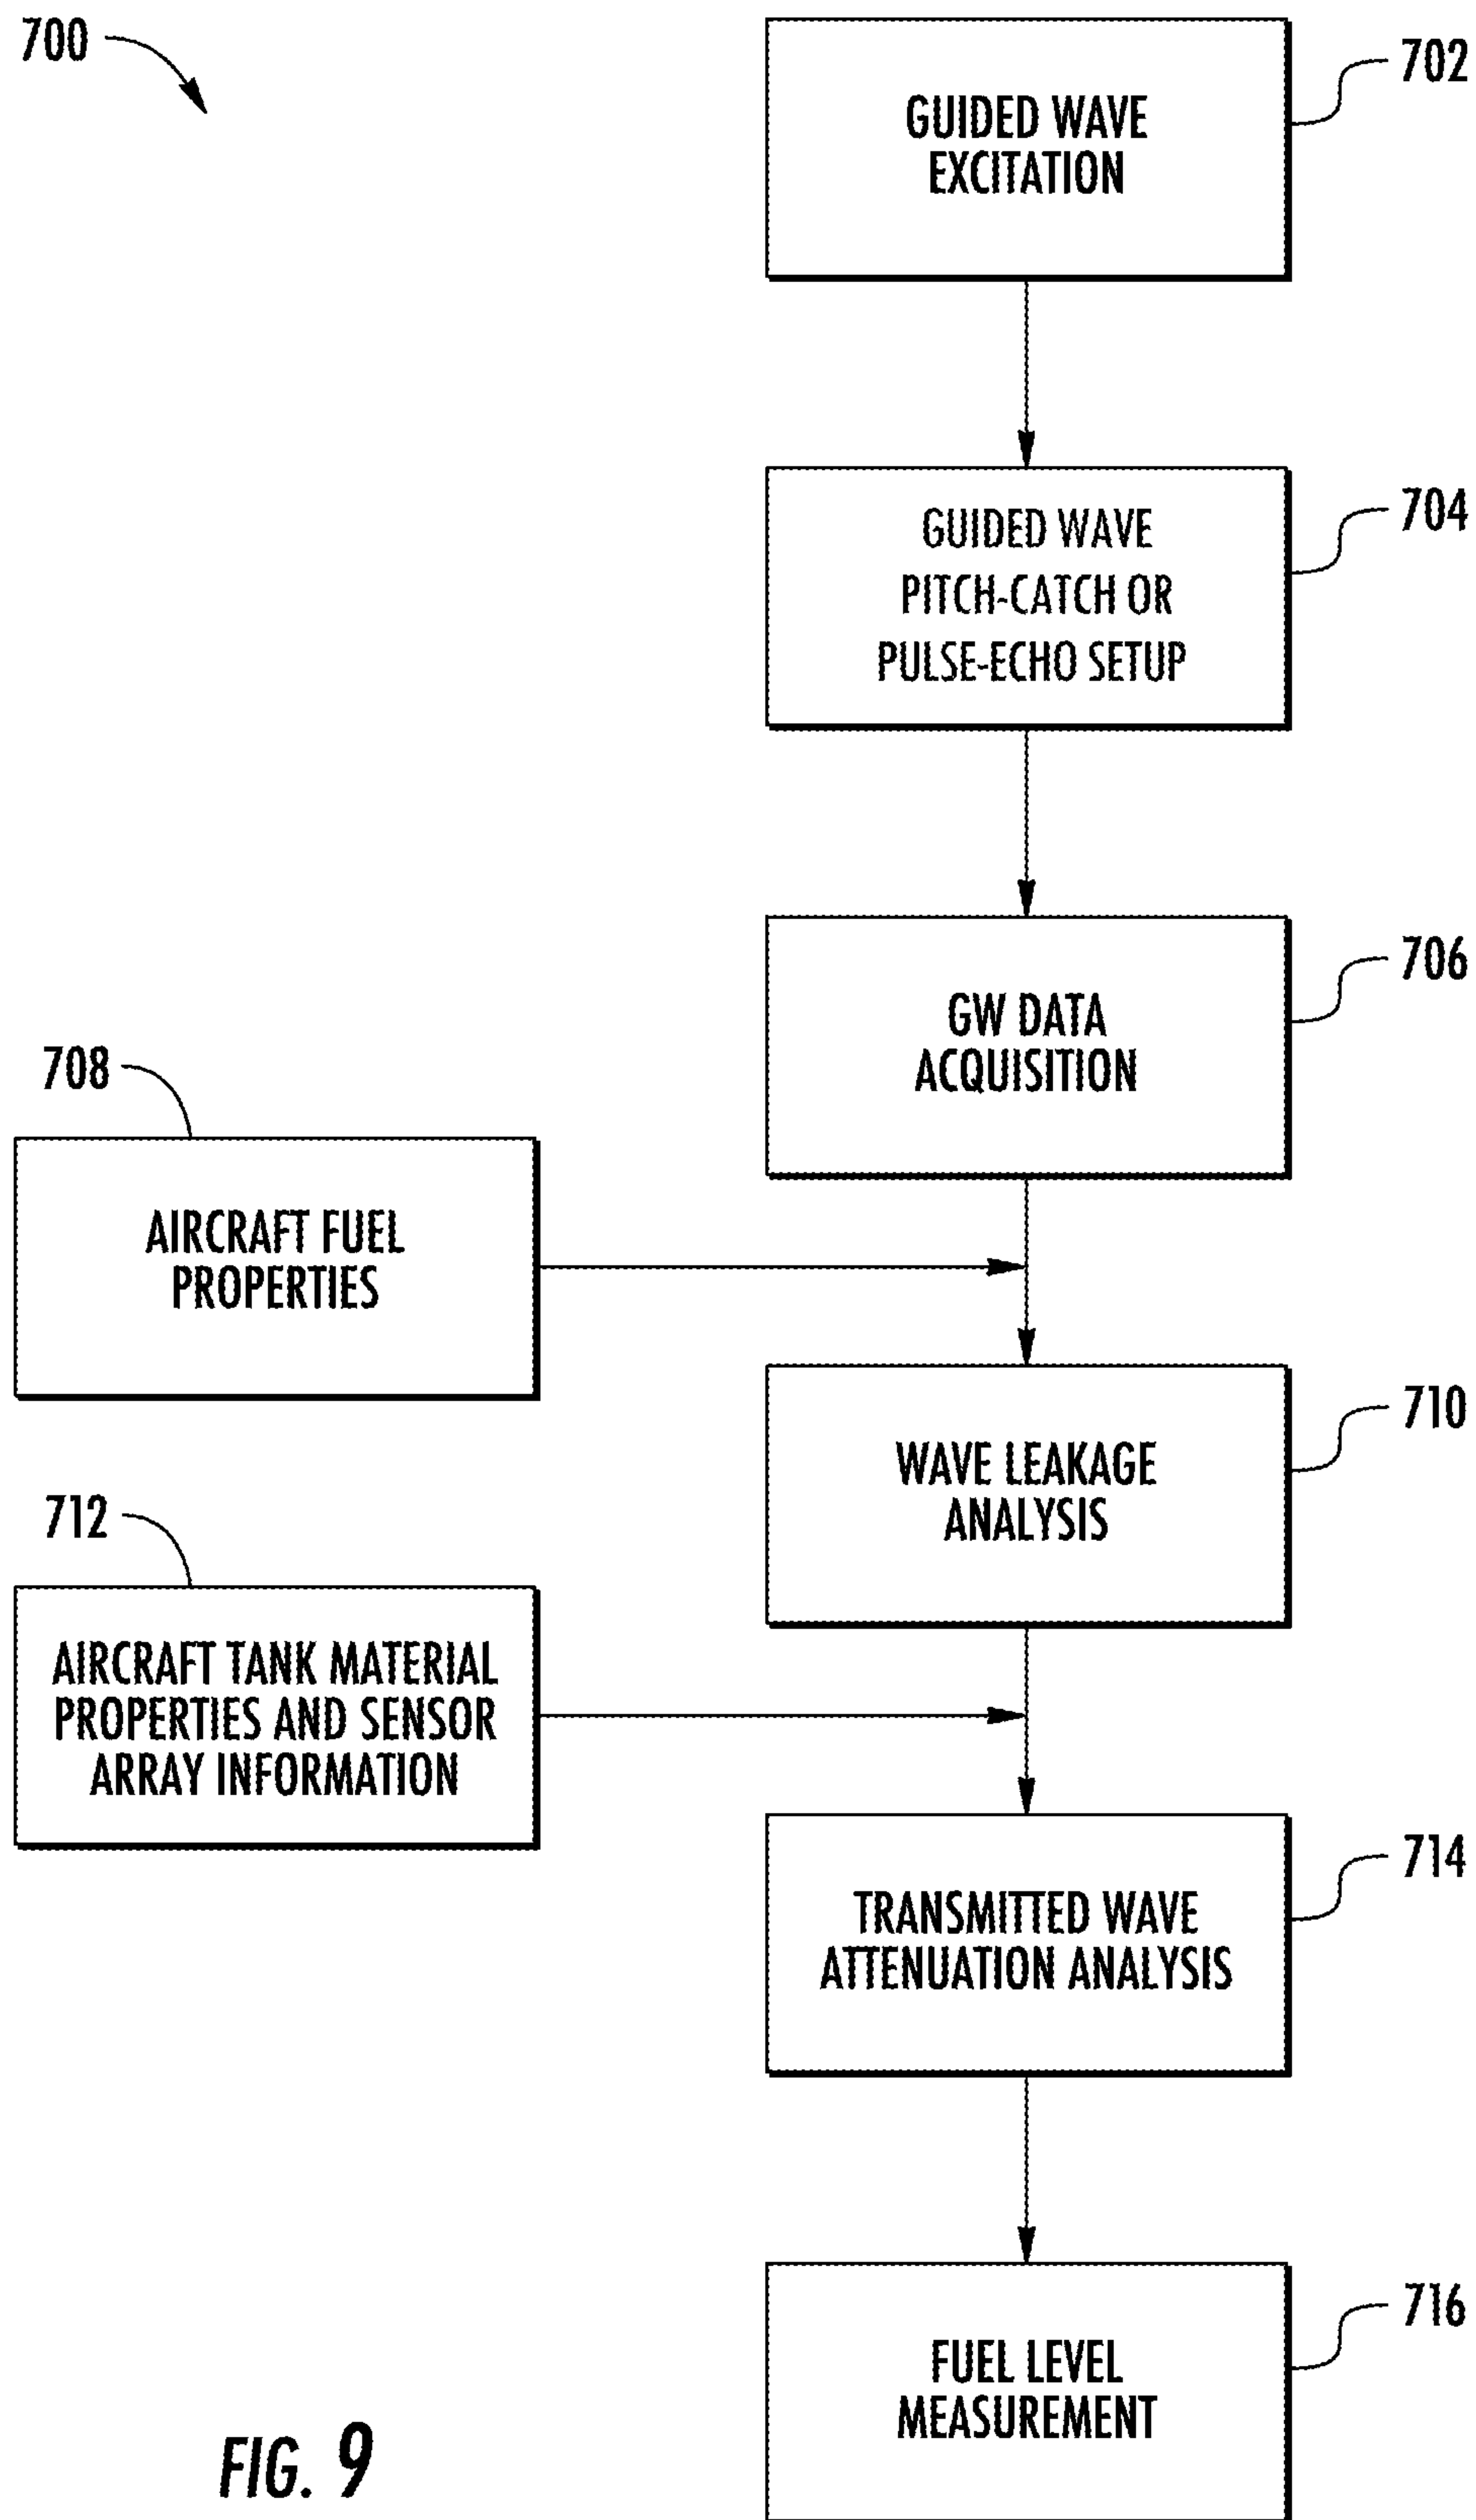 700
702
GUIDED WAVE
EXCITATION
704
GUIDED WAVE
PITCH-CATCH OR
PULSE-ECHO SETUP
706
GW DATA
ACQUISITION
708
AIRCRAFT FUEL
PROPERTIES
710
WAVE LEAKAGE
ANALYSIS
712
AIRCRAFT TANK MATERIAL
PROPERTIES AND SENSOR
ARRAY INFORMATION
714
TRANSMITTED WAVE
ATTENUATION ANALYSIS
716
FUEL LEVEL
MEASUREMENT
FIG. 9